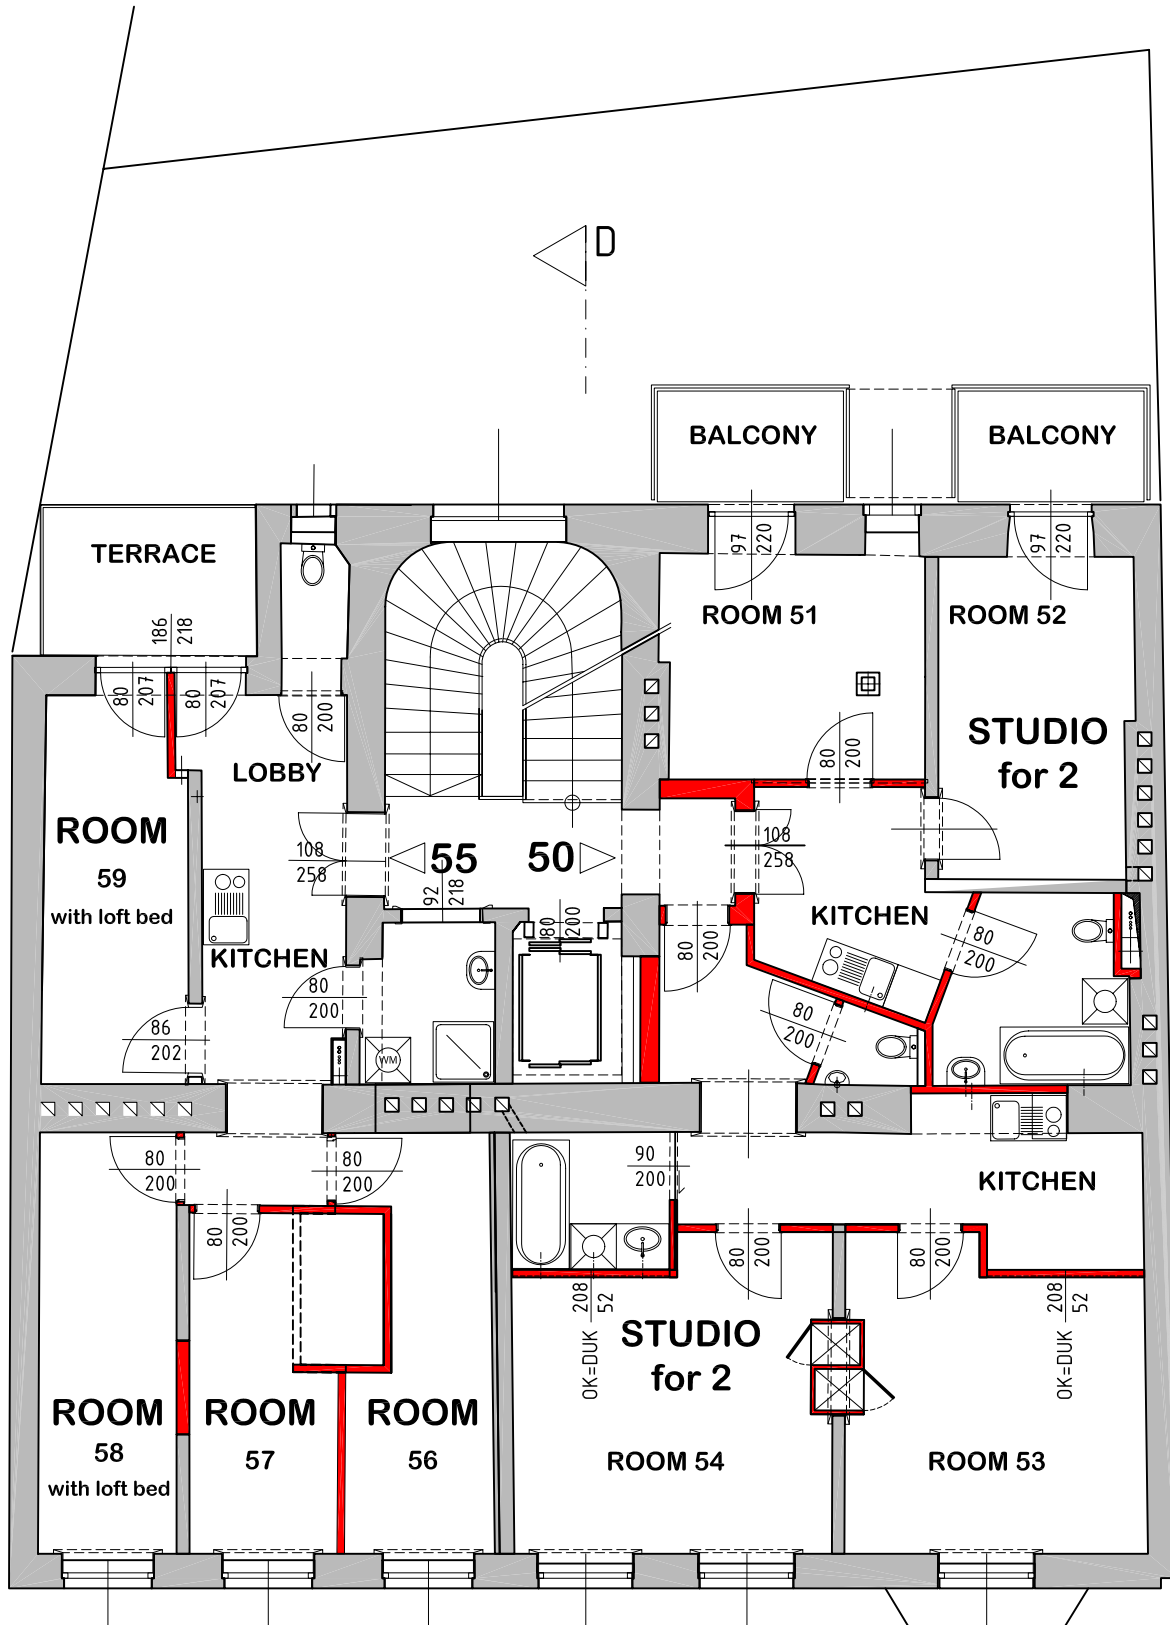 D
BALCONY
BALCONY
97
220
97
220
TERRACE
186
218
ROOM 51
ROOM 52
80
207
80
207
80
200
STUDIO
for 2
LOBBY
80
200
ROOM
59
with loft bed
108
258
55
50
92
218
80
200
108
258
KITCHEN
KITCHEN
80
200
80
200
80
200
80
200
86
202
WM
80
200
80
200
90
200
KITCHEN
80
200
80
200
80
200
208
52
OK=DUK
208
52
OK=DUK
STUDIO
for 2
ROOM
58
with loft bed
ROOM
57
ROOM
56
ROOM 54
ROOM 53